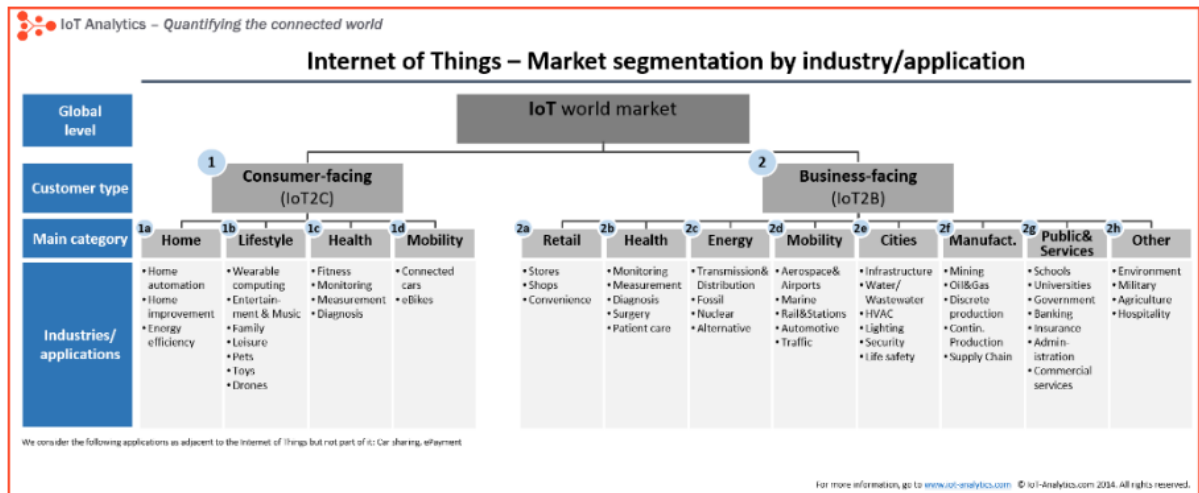 IoT Analytics – Quantifying the connected world
Internet of Things – Market segmentation by industry/application
Global
level
IoT world market
Customer type
1
Consumer-facing
(IoT2C)
2
Business-facing
(IoT2B)
Main category
1a
Home
1b
Lifestyle
1c
Health
1d
Mobility
2a
Retail
2b
Health
2c
Energy
2d
Mobility
2e
Cities
2f
Manufact.
2g
Public&
Services
2h
Other
Industries/
applications
• Home
automation
• Home
improvement
• Energy
efficiency
• Wearable
computing
• Entertain-
ment & Music
• Family
• Leisure
• Pets
• Toys
• Drones
• Fitness
• Monitoring
• Measurement
• Diagnosis
• Connected
cars
• eBikes
• Stores
• Shops
• Convenience
• Monitoring
• Measurement
• Diagnosis
• Surgery
• Patient care
• Transmission&
Distribution
• Fossil
• Nuclear
• Alternative
• Aerospace&
Airports
• Marine
• Rail&Stations
• Automotive
• Traffic
• Infrastructure
• Water/
Wastewater
• HVAC
• Lighting
• Security
• Life safety
• Mining
• Oil&Gas
• Discrete
production
• Contin.
Production
• Supply Chain
• Schools
• Universities
• Government
• Banking
• Insurance
• Admin-
istration
• Commercial
services
• Environment
• Military
• Agriculture
• Hospitality
We consider the following applications as adjacent to the Internet of Things but not part of it: Car sharing, ePayment
For more information, go to www.iot-analytics.com © IoT-Analytics.com 2014. All rights reserved.